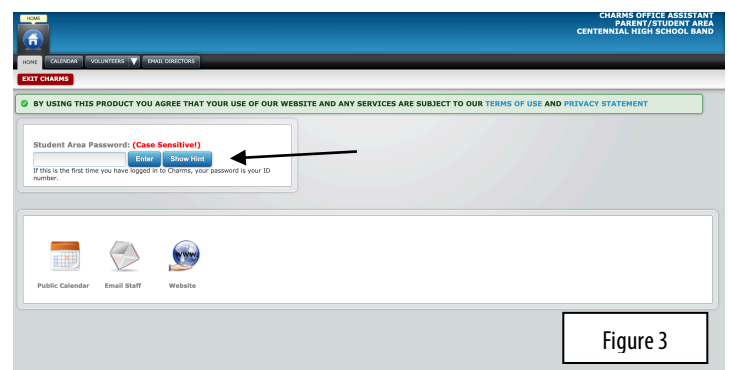 HOME
CHARMS OFFICE ASSISTANT
PARENT/STUDENT AREA
CENTENNIAL HIGH SCHOOL BAND
HOME CALENDAR VOLUNTEERS EMAIL DIRECTORS
EXIT CHARMS
BY USING THIS PRODUCT YOU AGREE THAT YOUR USE OF OUR WEBSITE AND ANY SERVICES ARE SUBJECT TO OUR TERMS OF USE AND PRIVACY STATEMENT
Student Area Password: (Case Sensitive!)
Enter Show Hint
If this is the first time you have logged in to Charms, your password is your ID
number.
www.
Public Calendar Email Staff Website
Figure 3